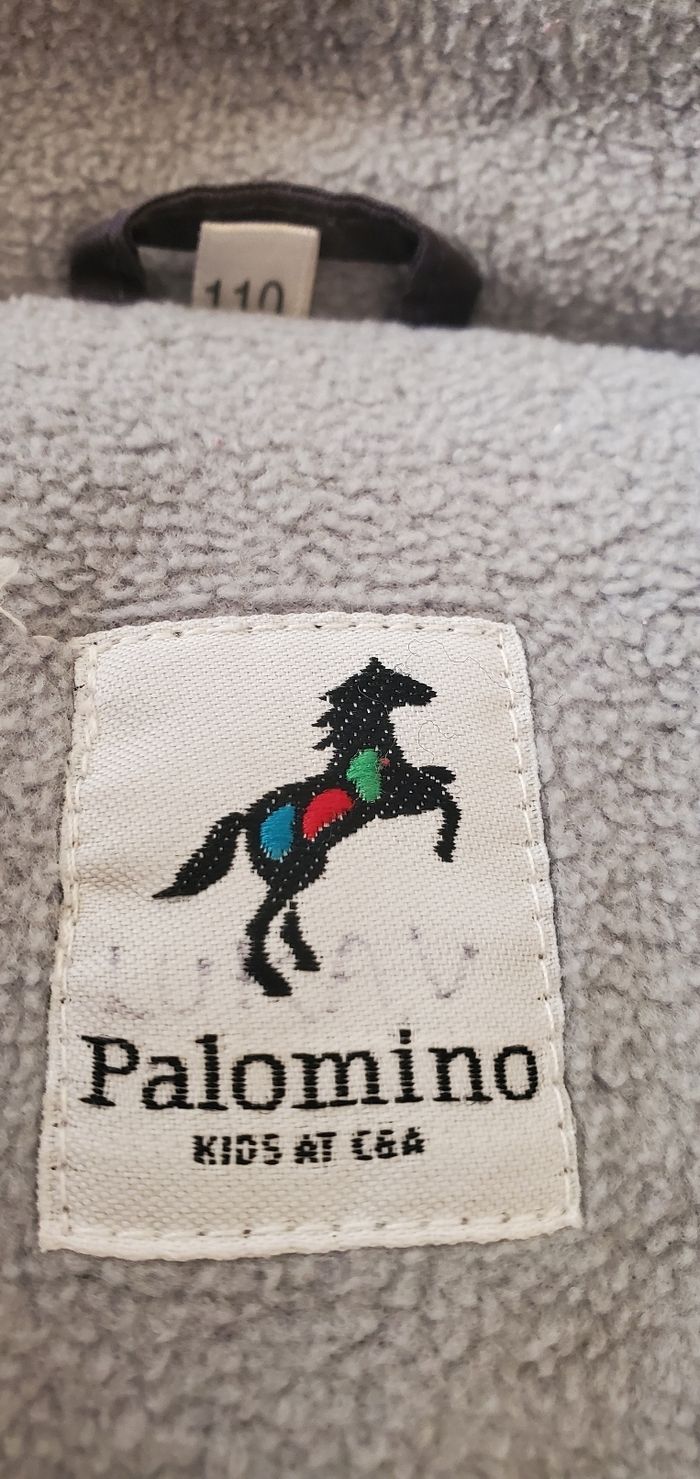 110
Palomino
KIDS AT C&A